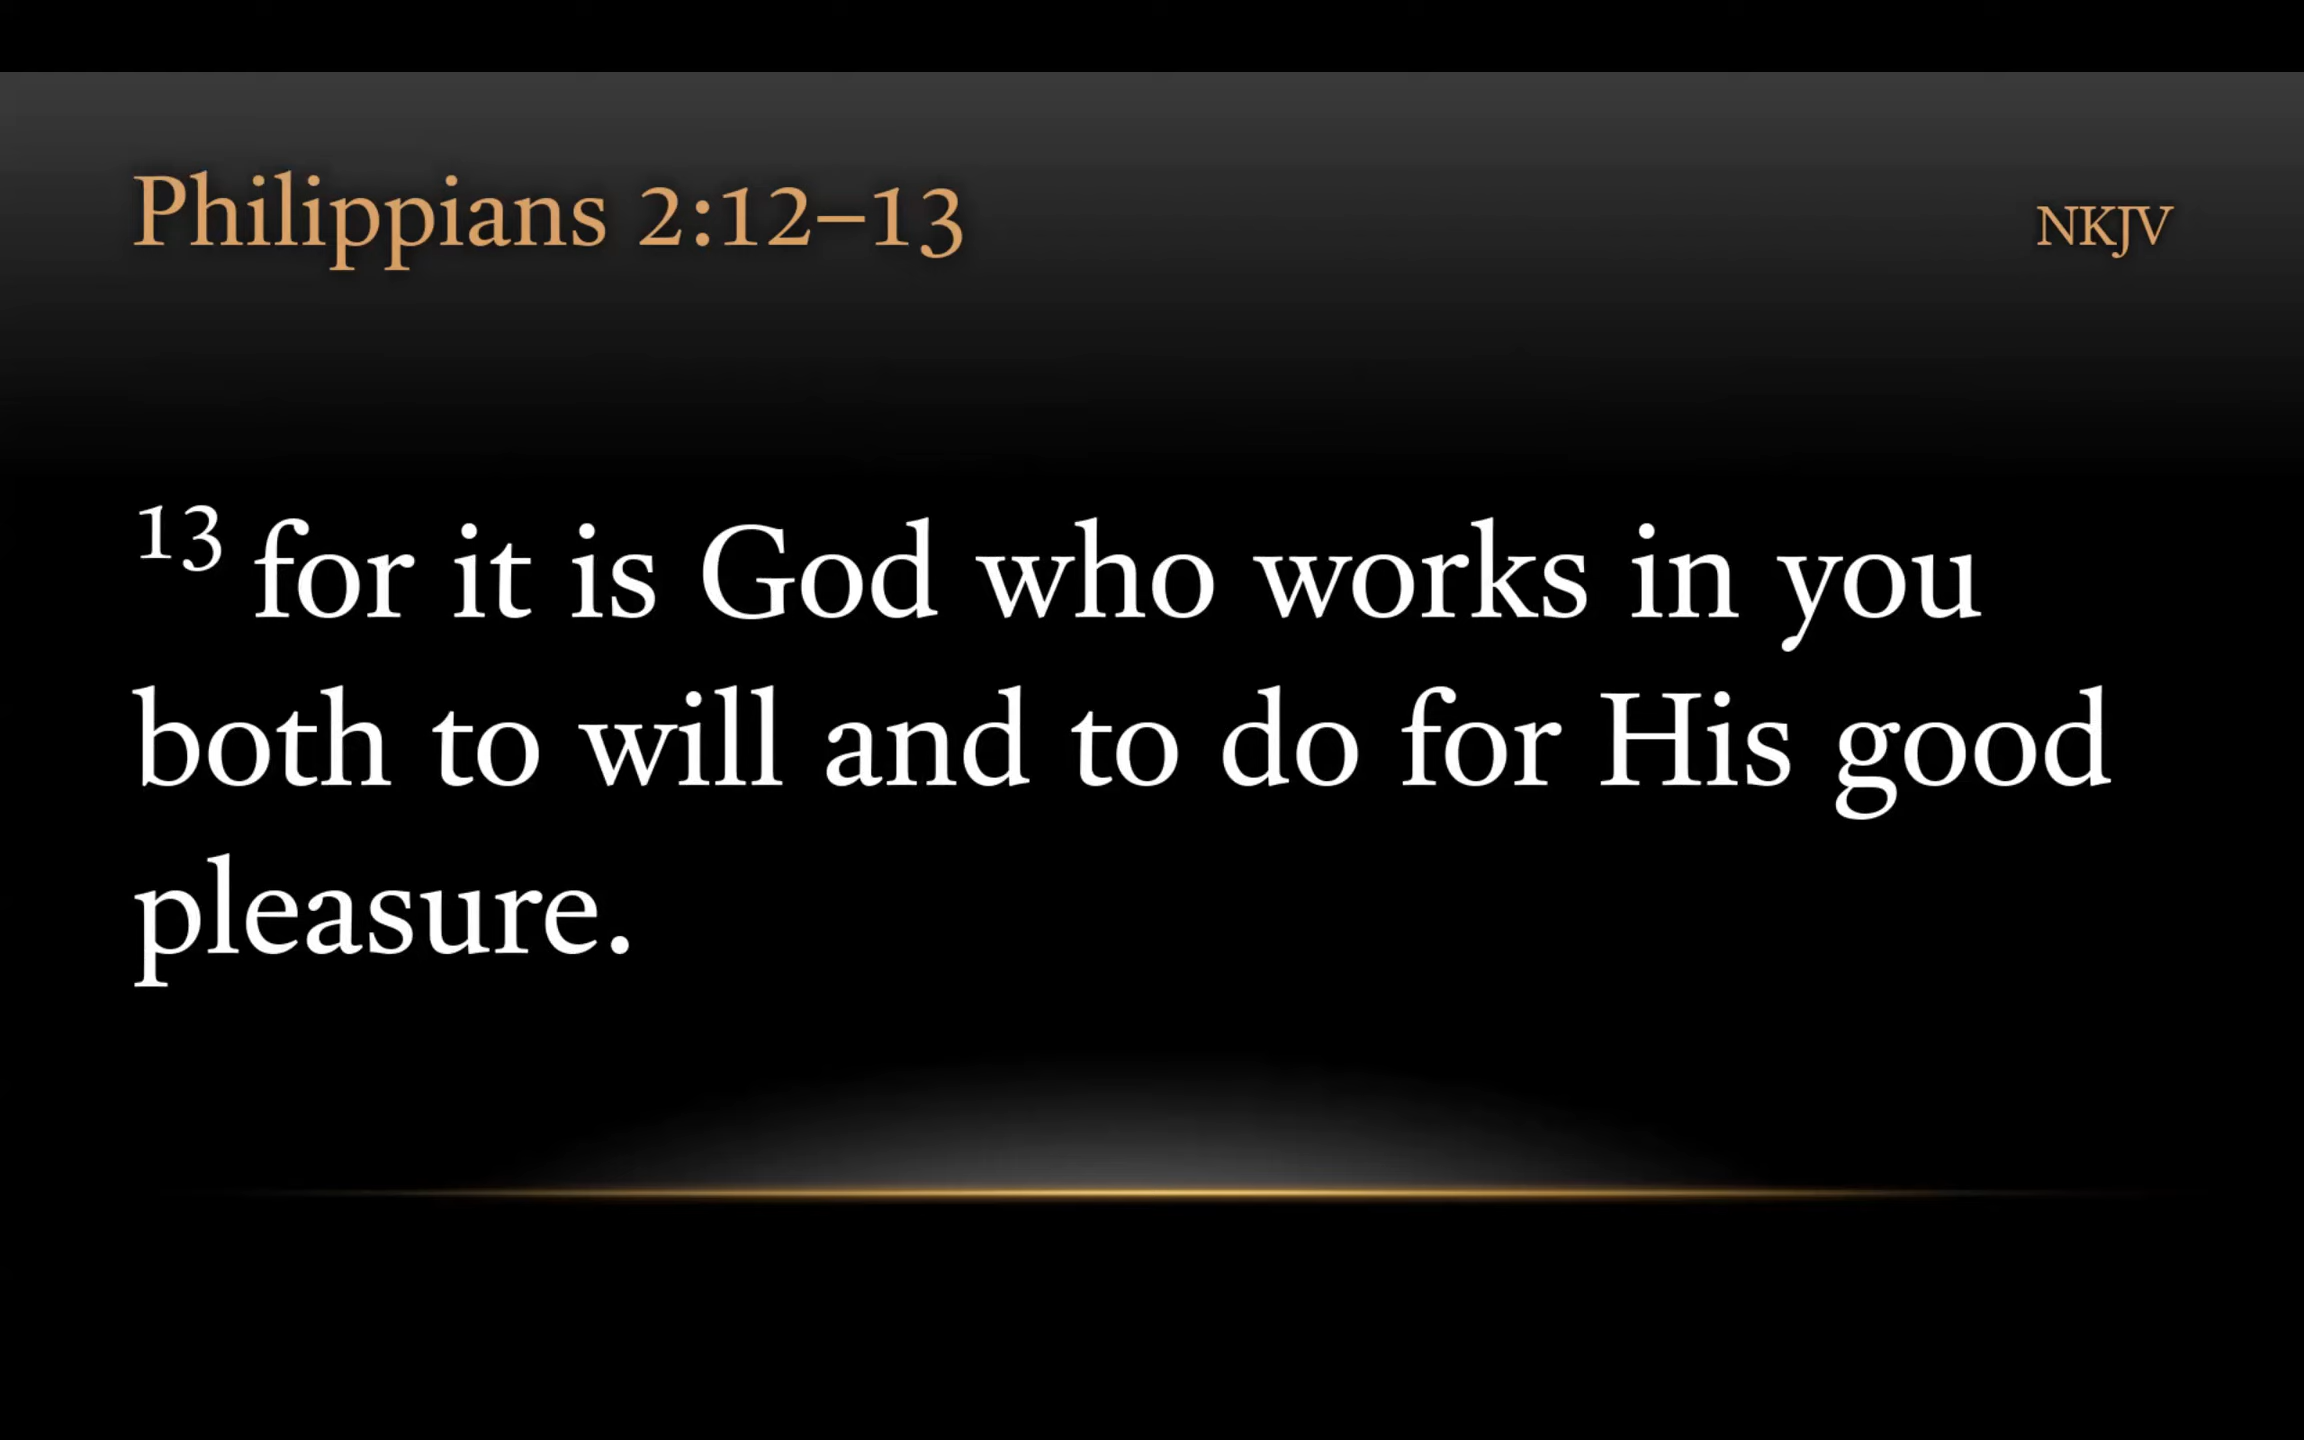 Philippians 2:12–13
NKJV
13 for it is God who works in you
both to will and to do for His good
pleasure.